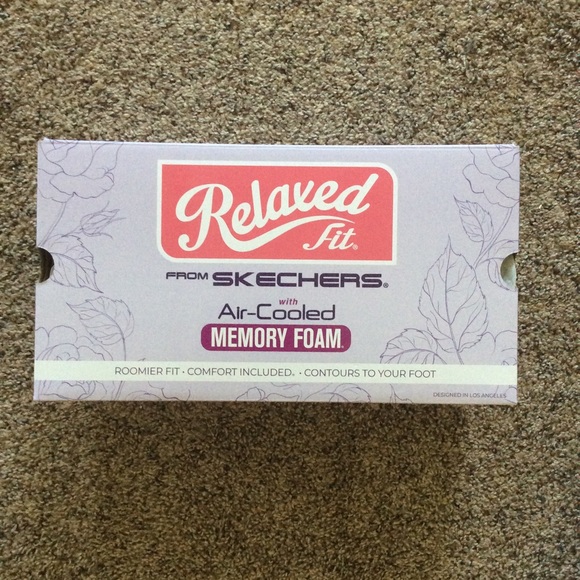 Relaxed
Fit®
FROM SKECHERS®
with
Air-Cooled
MEMORY FOAM™
ROOMIER FIT • COMFORT INCLUDED® • CONTOURS TO YOUR FOOT
DESIGNED IN LOS ANGELES